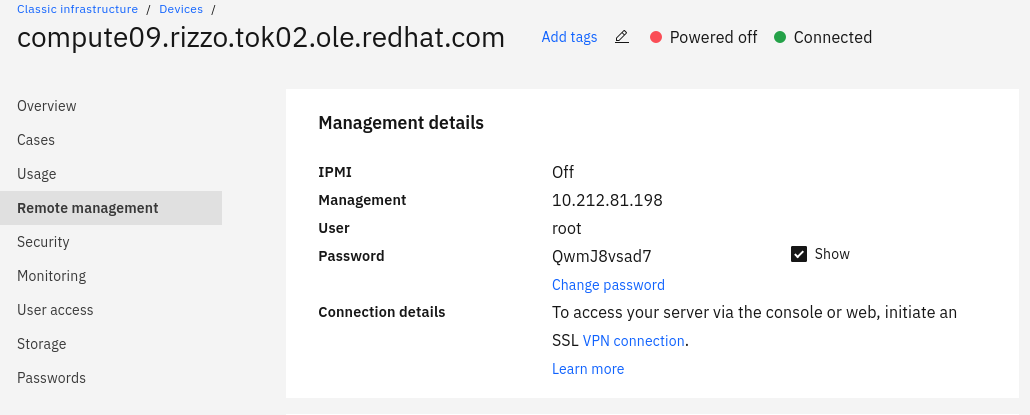 Classic infrastructure / Devices /
compute09.rizzo.tok02.ole.redhat.com Add tags Powered off Connected
Overview
Cases
Usage
Remote management
Security
Monitoring
User access
Storage
Passwords
Management details
IPMI Off
Management 10.212.81.198
User root
Password QwmJ8vsad7 Show
Change password
Connection details To access your server via the console or web, initiate an
SSL VPN connection.
Learn more